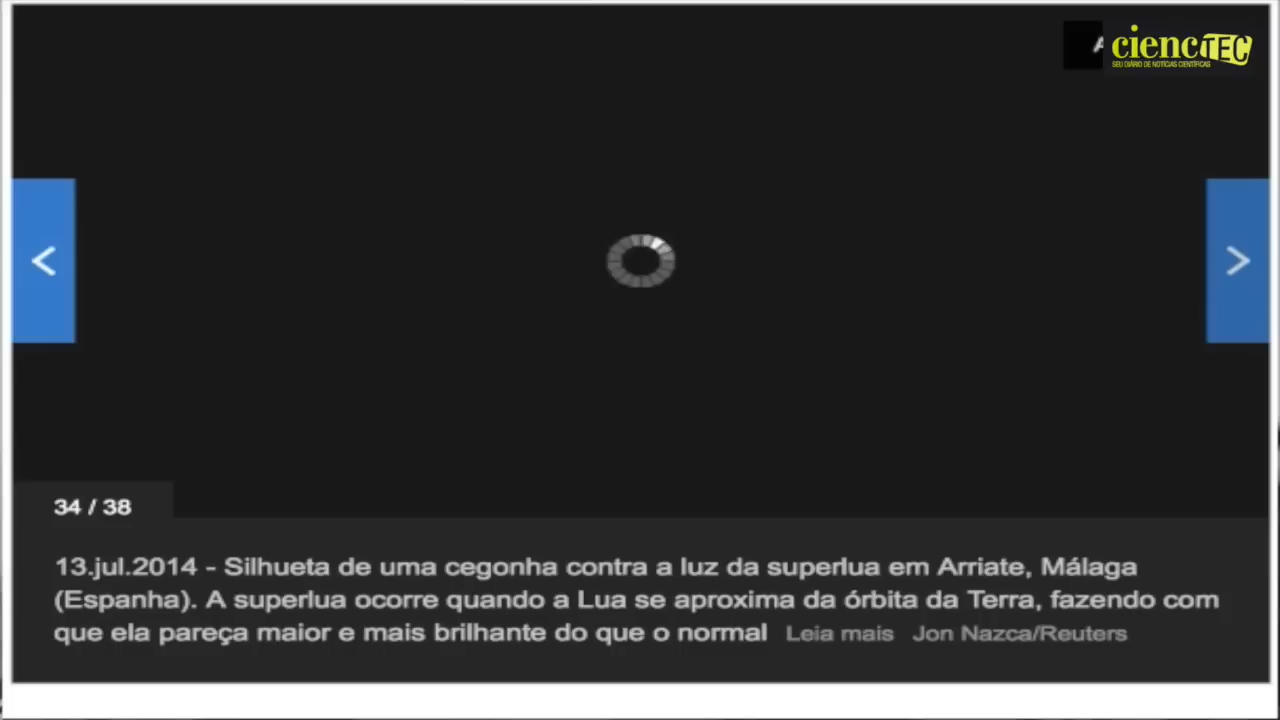 A
ciencTEC
SEU DIÁRIO DE NOTÍCIAS CIENTÍFICAS
<
>
34 / 38
13.jul.2014 - Silhueta de uma cegonha contra a luz da superlua em Arriate, Málaga
(Espanha). A superlua ocorre quando a Lua se aproxima da órbita da Terra, fazendo com
que ela pareça maior e mais brilhante do que o normal Leia mais Jon Nazca/Reuters